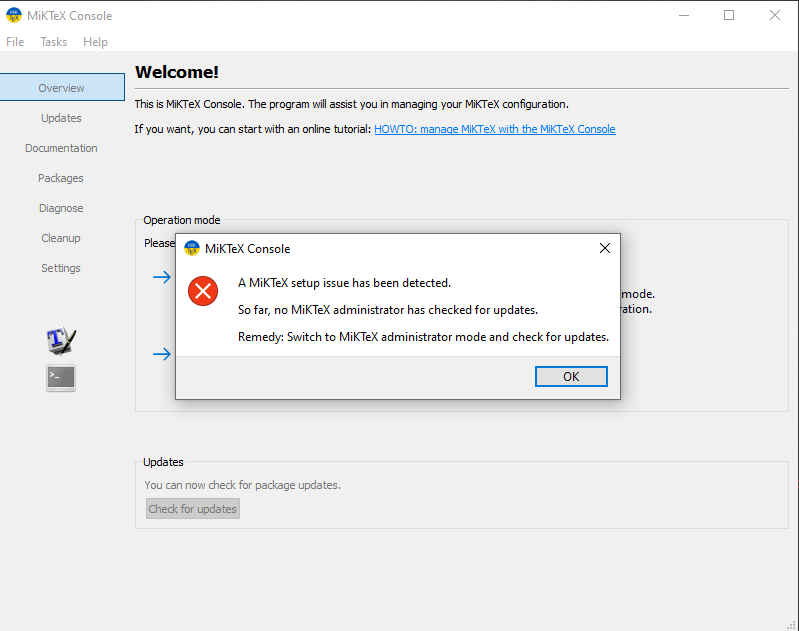 MiKTeX Console
File Tasks Help
Overview
Updates
Documentation
Packages
Diagnose
Cleanup
Settings
Welcome!
This is MiKTeX Console. The program will assist you in managing your MiKTeX configuration.
If you want, you can start with an online tutorial: HOWTO: manage MiKTeX with the MiKTeX Console
Operation mode
Please
mode.
MiKTeX Console
A MiKTeX setup issue has been detected.
So far, no MiKTeX administrator has checked for updates.
Remedy: Switch to MiKTeX administrator mode and check for updates.
OK
Updates
You can now check for package updates.
Check for updates